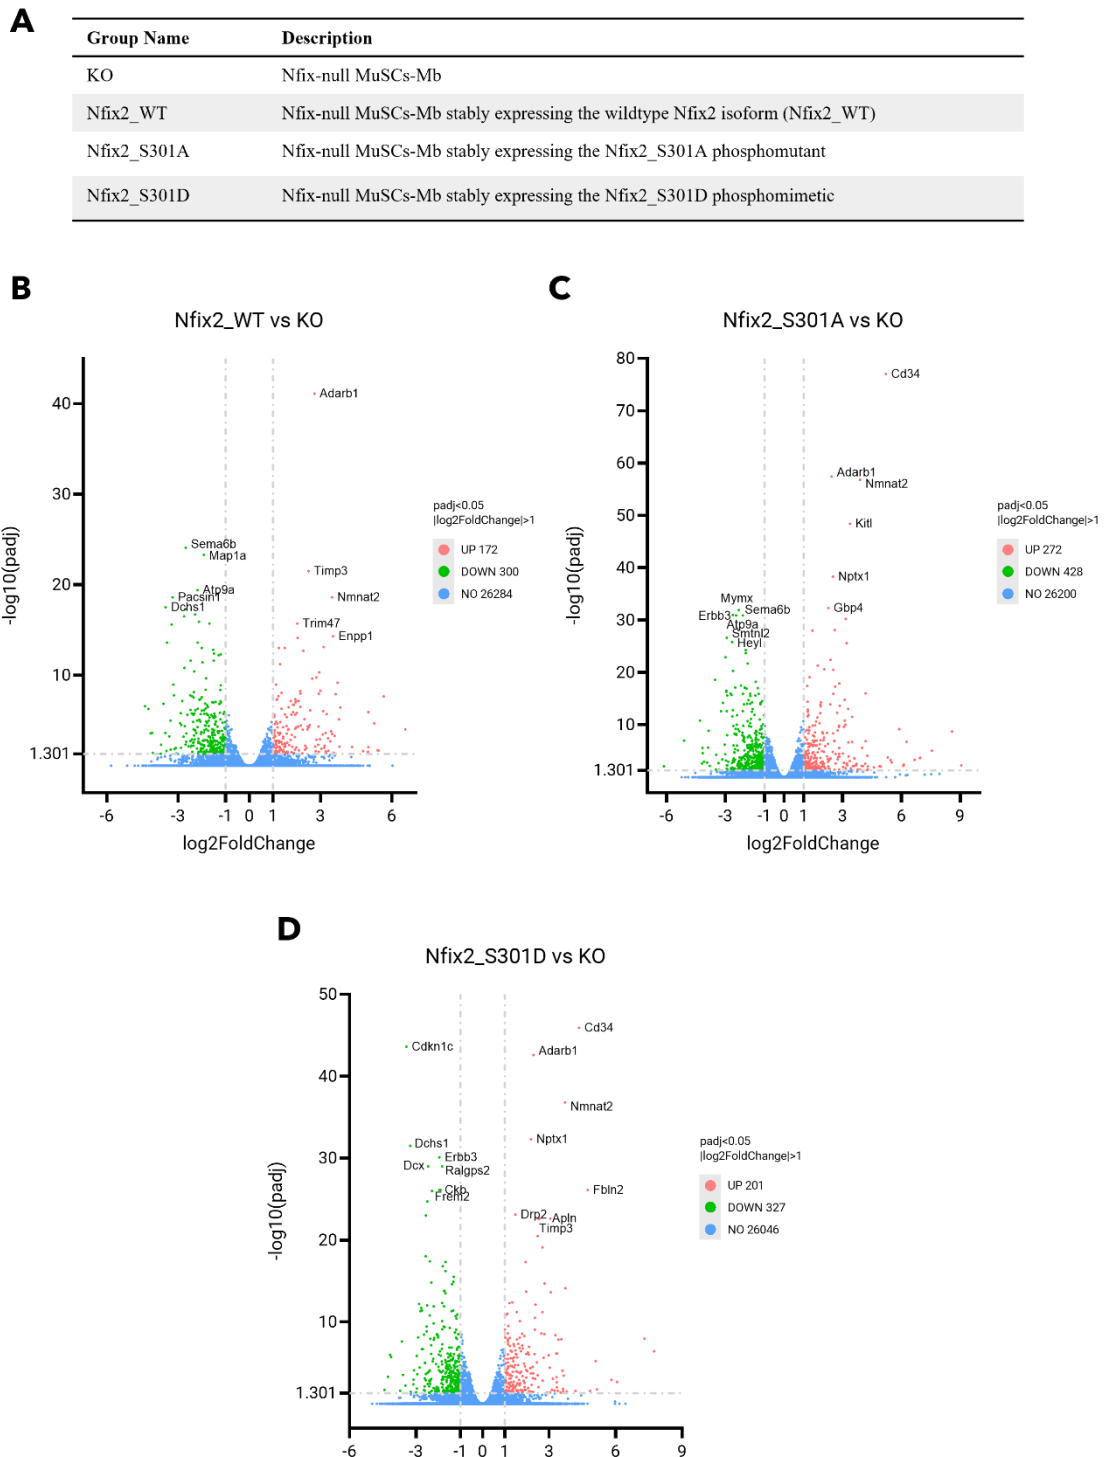 A
Group Name Description
KO Nfix-null MuSCs-Mb
Nfix2_WT Nfix-null MuSCs-Mb stably expressing the wildtype Nfix2 isoform (Nfix2_WT)
Nfix2_S301A Nfix-null MuSCs-Mb stably expressing the Nfix2_S301A phosphomutant
Nfix2_S301D Nfix-null MuSCs-Mb stably expressing the Nfix2_S301D phosphomimetic
B
Nfix2_WT vs KO
-log10(padj)
40
30
20
10
1.301
Adarb1
Sema6b
Map1a
Timp3
Atp9a
Pacsin1
Nmnat2
Dchs1
Trim47
Enpp1
padj<0.05
|log2FoldChange|>1
UP 172
DOWN 300
NO 26284
-6 -3 -1 0 1 3 6
log2FoldChange
C
Nfix2_S301A vs KO
80
70
60
50
40
30
20
10
1.301
Cd34
Adarb1
Nmnat2
Kitl
Nptx1
Mymx
Gbp4
Sema6b
Erbb3
Atp9a
Smtnl2
Heyl
padj<0.05
|log2FoldChange|>1
UP 272
DOWN 428
NO 26200
-6 -3 -1 0 1 3 6 9
log2FoldChange
D
Nfix2_S301D vs KO
-log10(padj)
50
40
30
20
10
1.301
Cd34
Cdkn1c
Adarb1
Nmnat2
Dchs1
Nptx1
Erbb3
Dcx
Ralgps2
Ckb
Fbln2
Frem2
Drp2
Apln
Timp3
padj<0.05
|log2FoldChange|>1
UP 201
DOWN 327
NO 26046
-6 -3 -1 0 1 3 6 9